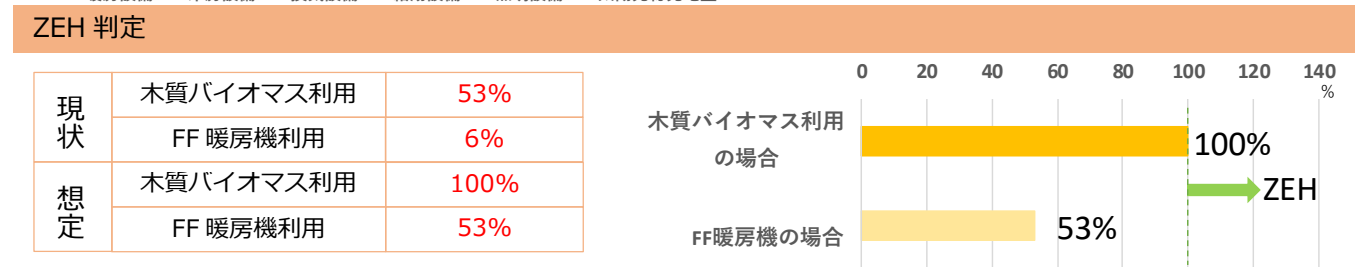 ZEH 判定
現状
木質バイオマス利用 53%
FF 暖房機利用 6%
想定
木質バイオマス利用 100%
FF 暖房機利用 53%
0 20 40 60 80 100 120 140
%
木質バイオマス利用
の場合
100%
ZEH
FF暖房機の場合
53%